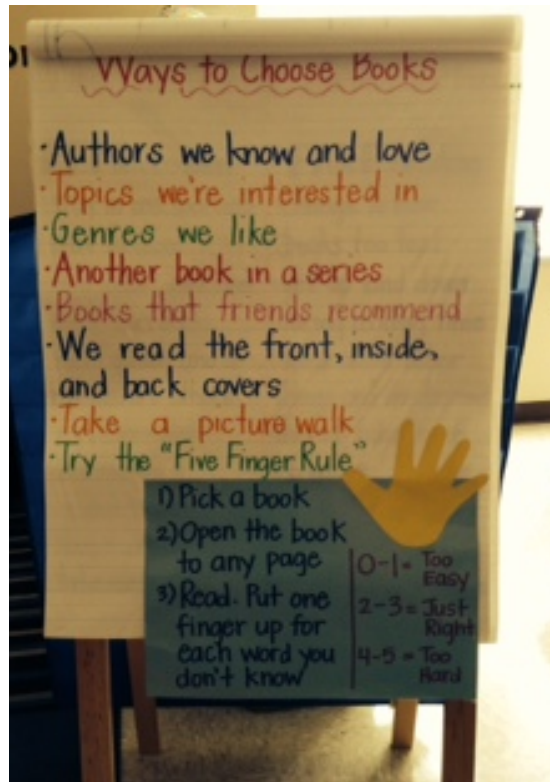 Ways to Choose Books
·Authors we know and love
·Topics we're interested in
·Genres we like
·Another book in a series
·Books that friends recommend
·We read the front, inside,
and back covers
·Take a picture walk
·Try the "Five Finger Rule"
1) Pick a book
2) Open the book
to any page
3) Read. Put one
finger up for
each word you
don't know
0-1 = Too
Easy
2-3 = Just
Right
4-5 = Too
Hard